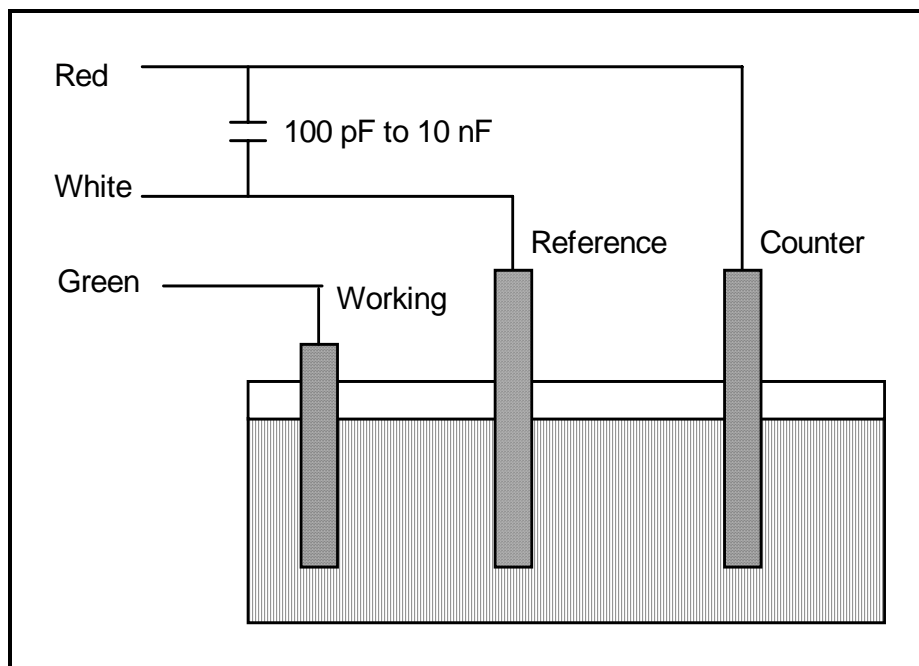 Red
100 pF to 10 nF
White
Reference
Counter
Green
Working